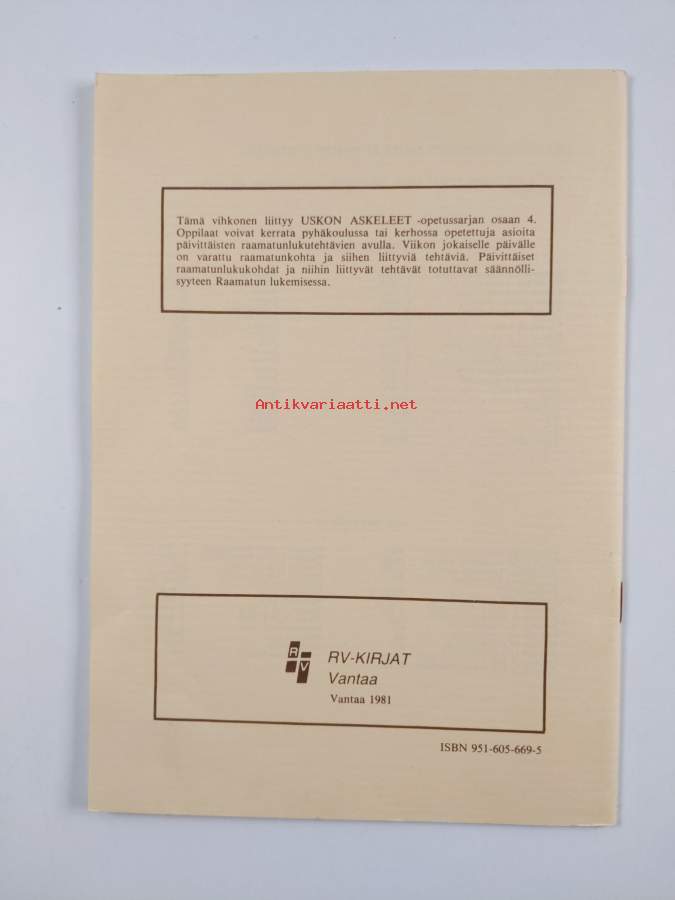 Tämä vihkonen liittyy USKON ASKELEET -opetussarjan osaan 4.
Oppilaat voivat kerrata pyhäkoulussa tai kerhossa opetettuja asioita
päivittäisten raamatunlukutehtävien avulla. Viikon jokaiselle päivälle
on varattu raamatunkohta ja siihen liittyviä tehtäviä. Päivittäiset
raamatunlukukohdat ja niihin liittyvät tehtävät totuttavat säännölli-
syyteen Raamatun lukemisessa.
Antikvariaatti.net
R
V
RV-KIRJAT
Vantaa
Vantaa 1981
ISBN 951-605-669-5